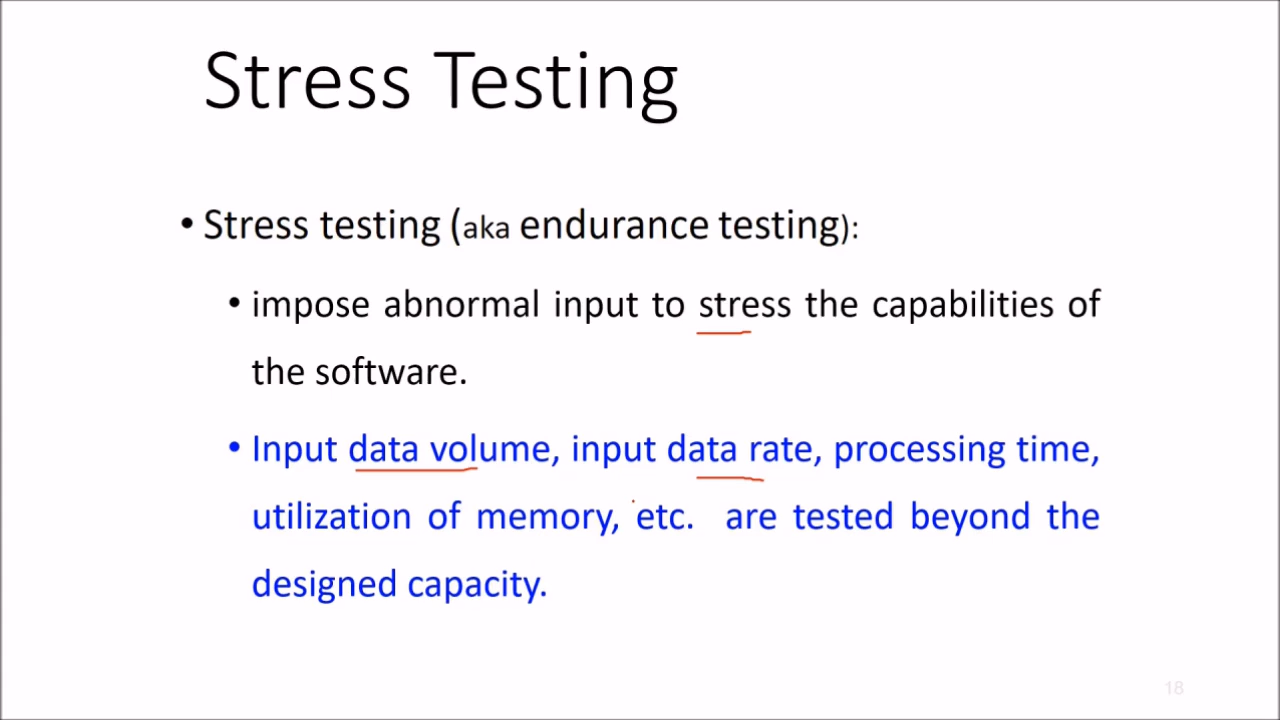 Stress Testing
• Stress testing (aka endurance testing):
• impose abnormal input to stress the capabilities of
the software.
• Input data volume, input data rate, processing time,
utilization of memory, etc. are tested beyond the
designed capacity.
18